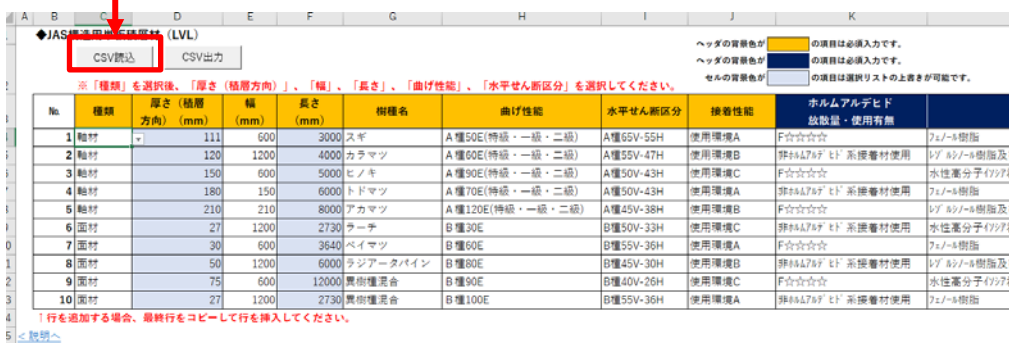 A B C D E F G H I J K
◆JAS構造用単板積層材（LVL）
CSV読込 CSV出力
ヘッダの背景色が の項目は必須入力です。
ヘッダの背景色が の項目は任意入力です。
セルの背景色が の項目は選択リストの上書きが可能です。
※「種類」を選択後、「厚さ（積層方向）」、「幅」、「長さ」、「曲げ性能」、「水平せん断区分」を選択してください。
No. 種類 厚さ（積層方向）（mm） 幅（mm） 長さ（mm） 樹種名 曲げ性能 水平せん断区分 接着性能 ホルムアルデヒド放散量・使用有無
1 軸材 111 600 3000 スギ A種50E(特級・一級・二級) A種65V-55H 使用環境A F☆☆☆☆ フェノール樹脂
2 軸材 120 1200 4000 カラマツ A種60E(特級・一級・二級) A種55V-47H 使用環境B 非ホルムアルデヒド系接着材使用 レゾルシノール樹脂及
3 軸材 150 600 5000 ヒノキ A種90E(特級・一級・二級) A種50V-43H 使用環境C F☆☆☆☆ 水性高分子イソシア
4 軸材 180 150 6000 トドマツ A種70E(特級・一級・二級) A種50V-43H 使用環境A 非ホルムアルデヒド系接着材使用 フェノール樹脂
5 軸材 210 210 8000 アカマツ A種120E(特級・一級・二級) A種45V-38H 使用環境B F☆☆☆☆ レゾルシノール樹脂及
6 面材 27 1200 2730 ラーチ B種30E B種50V-33H 使用環境C 非ホルムアルデヒド系接着材使用 水性高分子イソシア
7 面材 30 600 3640 ベイマツ B種60E B種55V-36H 使用環境A F☆☆☆☆ フェノール樹脂
8 面材 50 1200 6000 ラジアータパイン B種80E B種45V-30H 使用環境B 非ホルムアルデヒド系接着材使用 レゾルシノール樹脂及
9 面材 75 600 12000 異樹種混合 B種90E B種40V-26H 使用環境C F☆☆☆☆ 水性高分子イソシア
10 面材 27 1200 2730 異樹種混合 B種100E B種55V-36H 使用環境A 非ホルムアルデヒド系接着材使用 フェノール樹脂
↑行を追加する場合、最終行をコピーして行を挿入してください。
＜説明へ